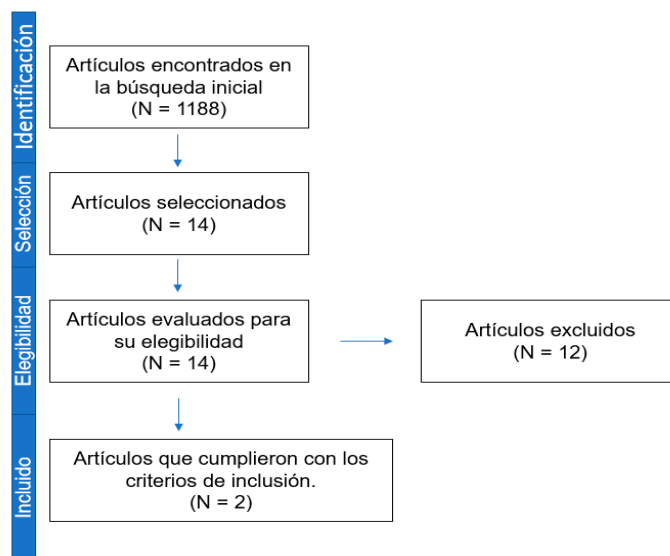 Identificación
Artículos encontrados en
la búsqueda inicial
(N = 1188)
Selección
Artículos seleccionados
(N = 14)
Elegibilidad
Artículos evaluados para
su elegibilidad
(N = 14)
Artículos excluidos
(N = 12)
Incluido
Artículos que cumplieron con los
criterios de inclusión.
(N = 2)